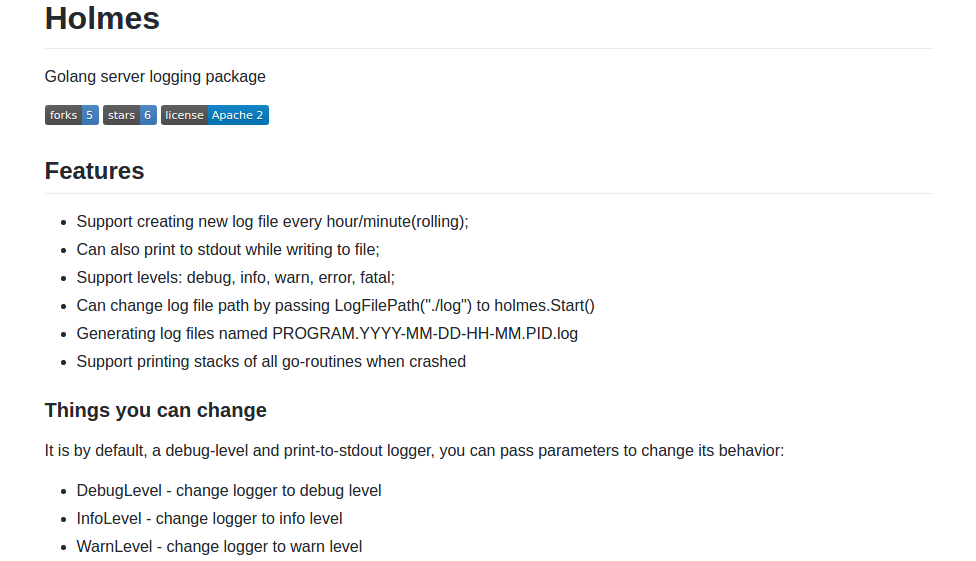 Holmes
Golang server logging package
forks 5 stars 6 license Apache 2
Features
Support creating new log file every hour/minute(rolling);
Can also print to stdout while writing to file;
Support levels: debug, info, warn, error, fatal;
Can change log file path by passing LogFilePath("./log") to holmes.Start()
Generating log files named PROGRAM.YYYY-MM-DD-HH-MM.PID.log
Support printing stacks of all go-routines when crashed
Things you can change
It is by default, a debug-level and print-to-stdout logger, you can pass parameters to change its behavior:
DebugLevel - change logger to debug level
InfoLevel - change logger to info level
WarnLevel - change logger to warn level